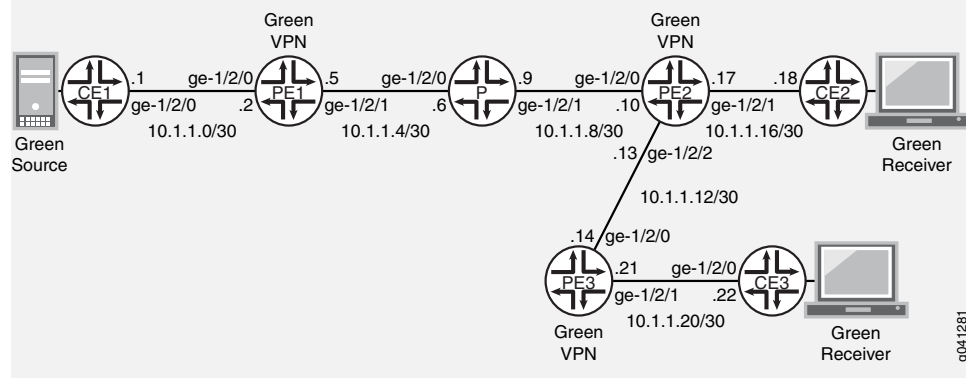 Green
VPN
Green
VPN
.1
ge-1/2/0
.5
ge-1/2/0
.9
ge-1/2/0
.17
.18
CE1
PE1
P
PE2
CE2
ge-1/2/0
.2
ge-1/2/1
.6
ge-1/2/1
.10
ge-1/2/1
10.1.1.0/30
10.1.1.4/30
10.1.1.8/30
10.1.1.16/30
Green
Source
Green
Receiver
.13
ge-1/2/2
10.1.1.12/30
.14
ge-1/2/0
.21
ge-1/2/0
PE3
CE3
ge-1/2/1
.22
10.1.1.20/30
Green
VPN
Green
Receiver
g041281